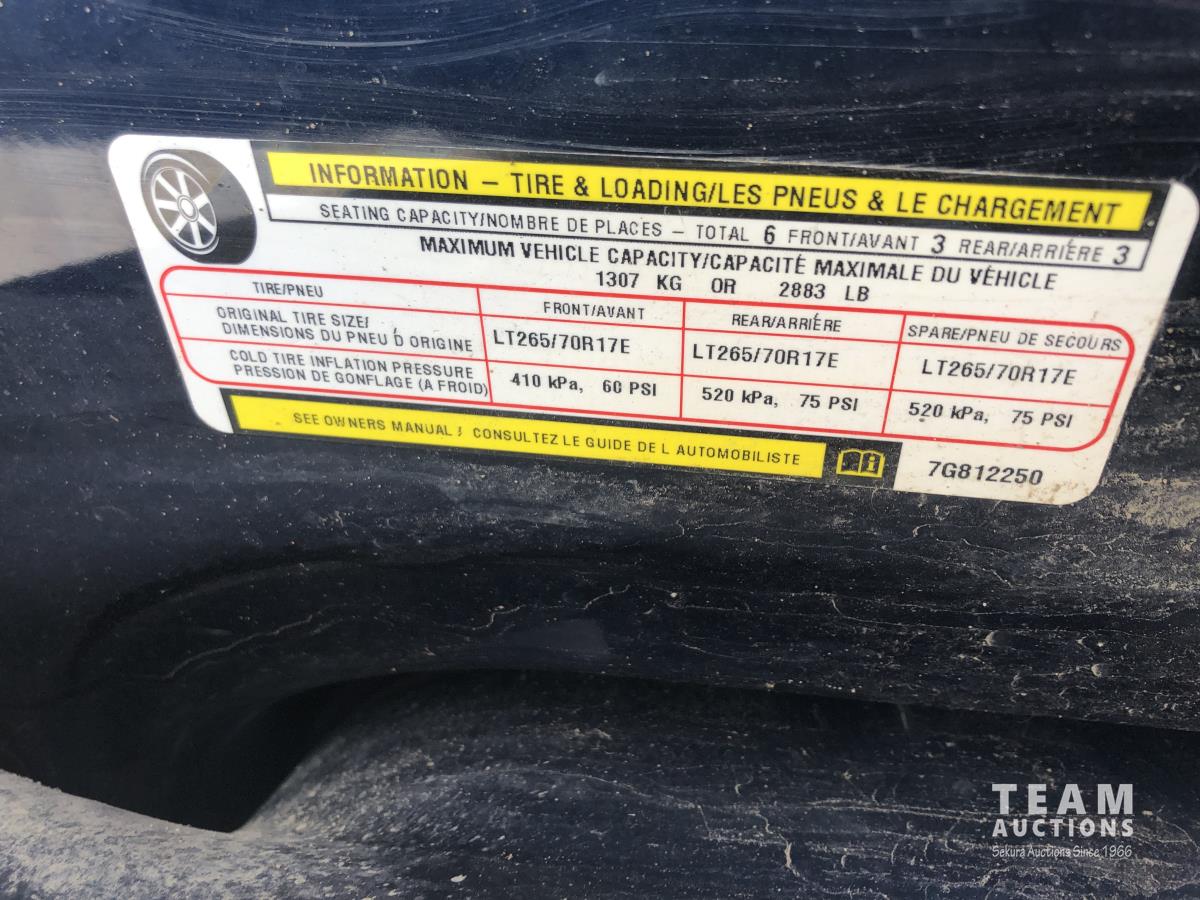 INFORMATION – TIRE & LOADING/LES PNEUS & LE CHARGEMENT
SEATING CAPACITY/NOMBRE DE PLACES – TOTAL 6 FRONT/AVANT 3 REAR/ARRIÉRE 3
MAXIMUM VEHICLE CAPACITY/CAPACITÉ MAXIMALE DU VÉHICLE
1307 KG OR 2883 LB
TIRE/PNEU FRONT/AVANT REAR/ARRIÉRE SPARE/PNEU DE SECOURS
ORIGINAL TIRE SIZE/
DIMENSIONS DU PNEU D ORIGINE LT265/70R17E LT265/70R17E LT265/70R17E
COLD TIRE INFLATION PRESSURE
PRESSION DE GONFLAGE (A FROID) 410 kPa, 60 PSI 520 kPa, 75 PSI 520 kPa, 75 PSI
SEE OWNERS MANUAL / CONSULTEZ LE GUIDE DE L AUTOMOBILISTE
7G812250
TEAM
AUCTIONS
Sekura Auctions Since 1966